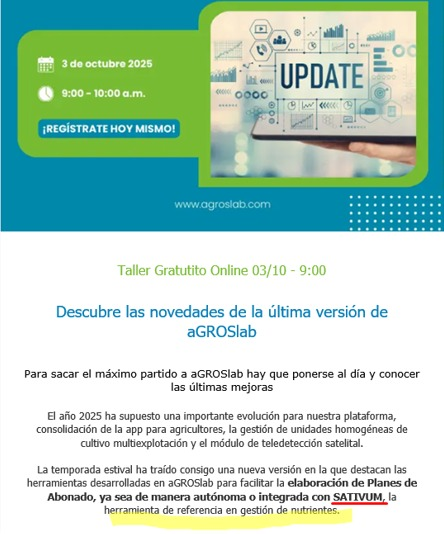 3 de octubre 2025
9:00 - 10:00 a.m.
¡REGÍSTRATE HOY MISMO!
UPDATE
www.agroslab.com
Taller Gratutito Online 03/10 - 9:00
Descubre las novedades de la última versión de
aGROSlab
Para sacar el máximo partido a aGROSlab hay que ponerse al día y conocer
las últimas mejoras
El año 2025 ha supuesto una importante evolución para nuestra plataforma,
consolidación de la app para agricultores, la gestión de unidades homogéneas de
cultivo multiexplotación y el módulo de teledetección satelital.
La temporada estival ha traído consigo una nueva versión en la que destacan las
herramientas desarrolladas en aGROSlab para facilitar la elaboración de Planes de
Abonado, ya sea de manera autónoma o integrada con SATIVUM, la
herramienta de referencia en gestión de nutrientes.